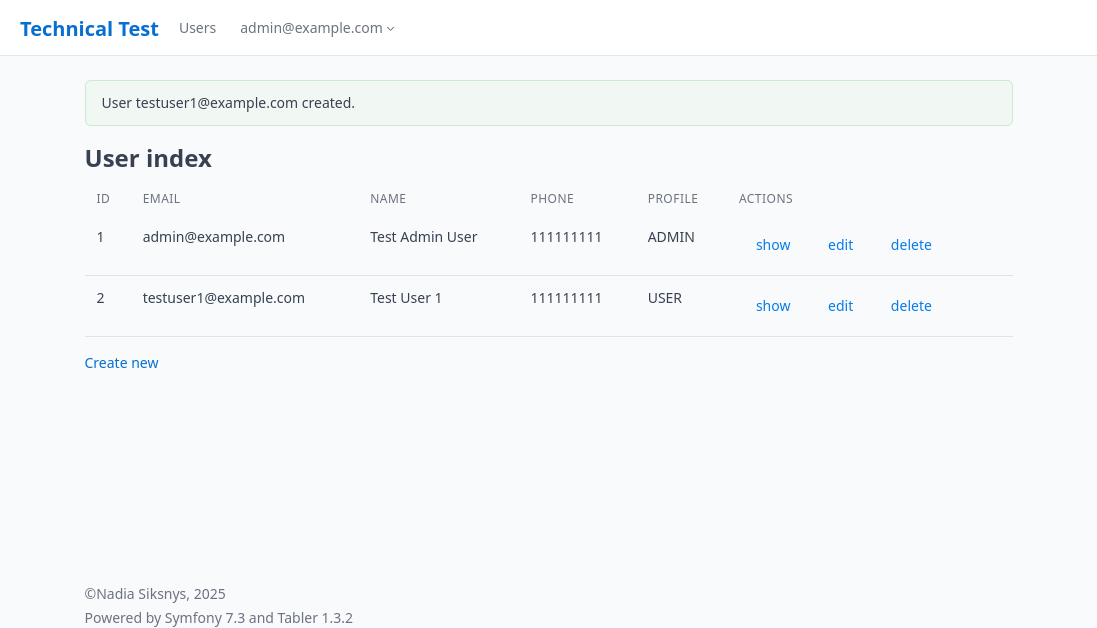 Technical Test Users admin@example.com
User testuser1@example.com created.
User index
ID EMAIL NAME PHONE PROFILE ACTIONS
1 admin@example.com Test Admin User 111111111 ADMIN show edit delete
2 testuser1@example.com Test User 1 111111111 USER show edit delete
Create new
©Nadia Siksnys, 2025
Powered by Symfony 7.3 and Tabler 1.3.2